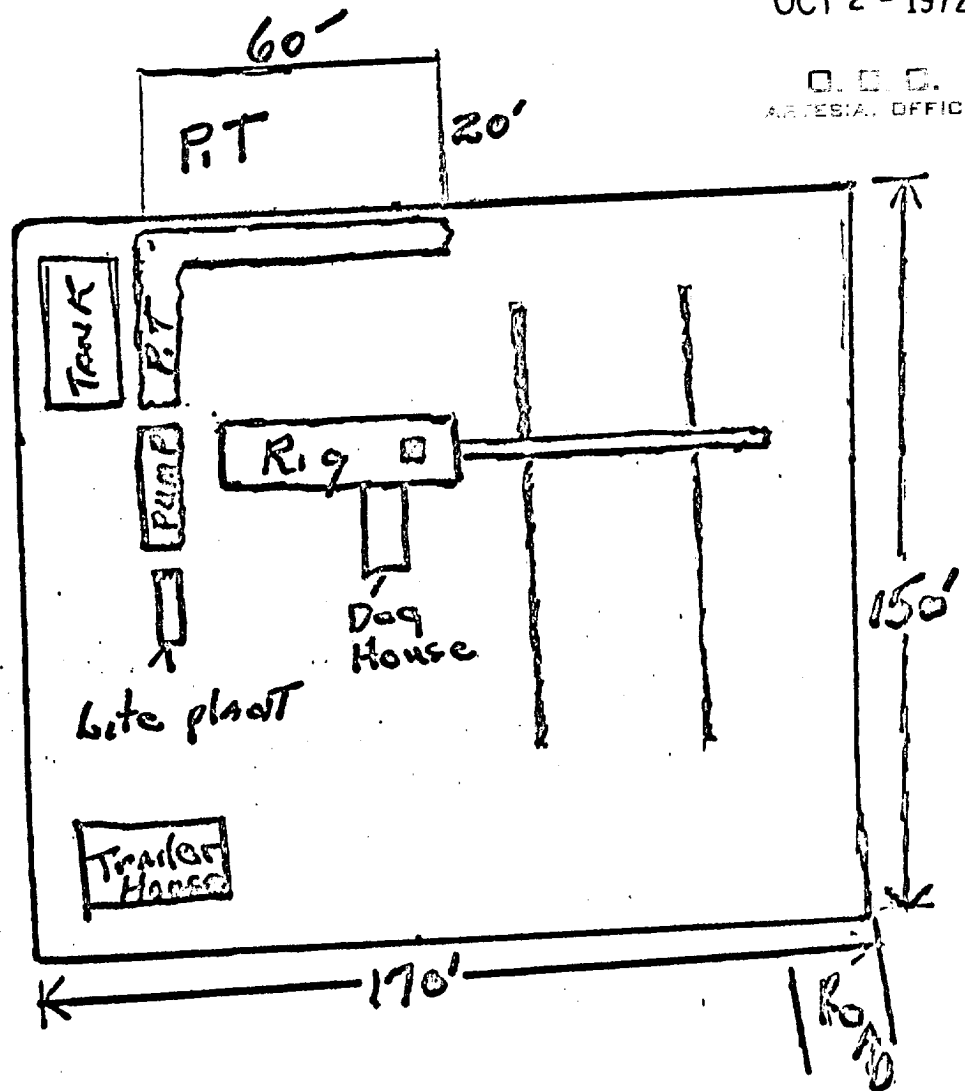 OCT 2 - 1972
O. C. C.
ARTESIA, OFFIC
60'
PIT
20'
TANK
PIT
PUMP
Rig
Dog
House
Lite plant
150'
Trailer
House
170'
ROAD